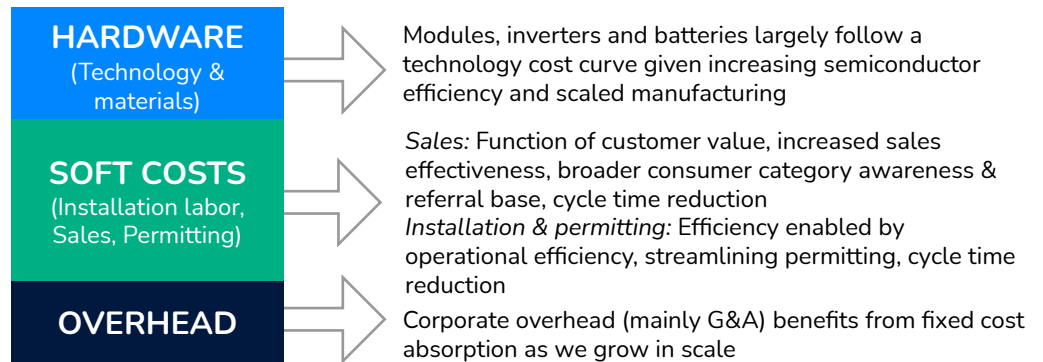 HARDWARE
(Technology &
materials)
Modules, inverters and batteries largely follow a
technology cost curve given increasing semiconductor
efficiency and scaled manufacturing
SOFT COSTS
(Installation labor,
Sales, Permitting)
Sales: Function of customer value, increased sales
effectiveness, broader consumer category awareness &
referral base, cycle time reduction
Installation & permitting: Efficiency enabled by
operational efficiency, streamlining permitting, cycle time
reduction
OVERHEAD
Corporate overhead (mainly G&A) benefits from fixed cost
absorption as we grow in scale